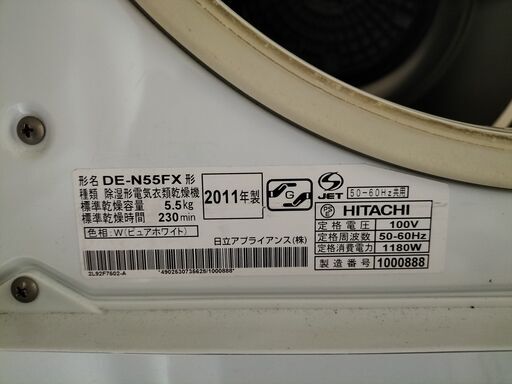 形名 DE-N55FX 形
種類 除湿形電気衣類乾燥機
標準乾燥容量 5.5kg
標準乾燥時間 230min
色相:W(ピュアホワイト)
2L92F7602-A
2011年製
G
日立アプライアンス(株)
*4902530735626/1000888*
JET
50-60Hz共用
HITACHI
定格電圧 100V
定格周波数 50-60Hz
定格消費電力 1180W
製造番号 1000888